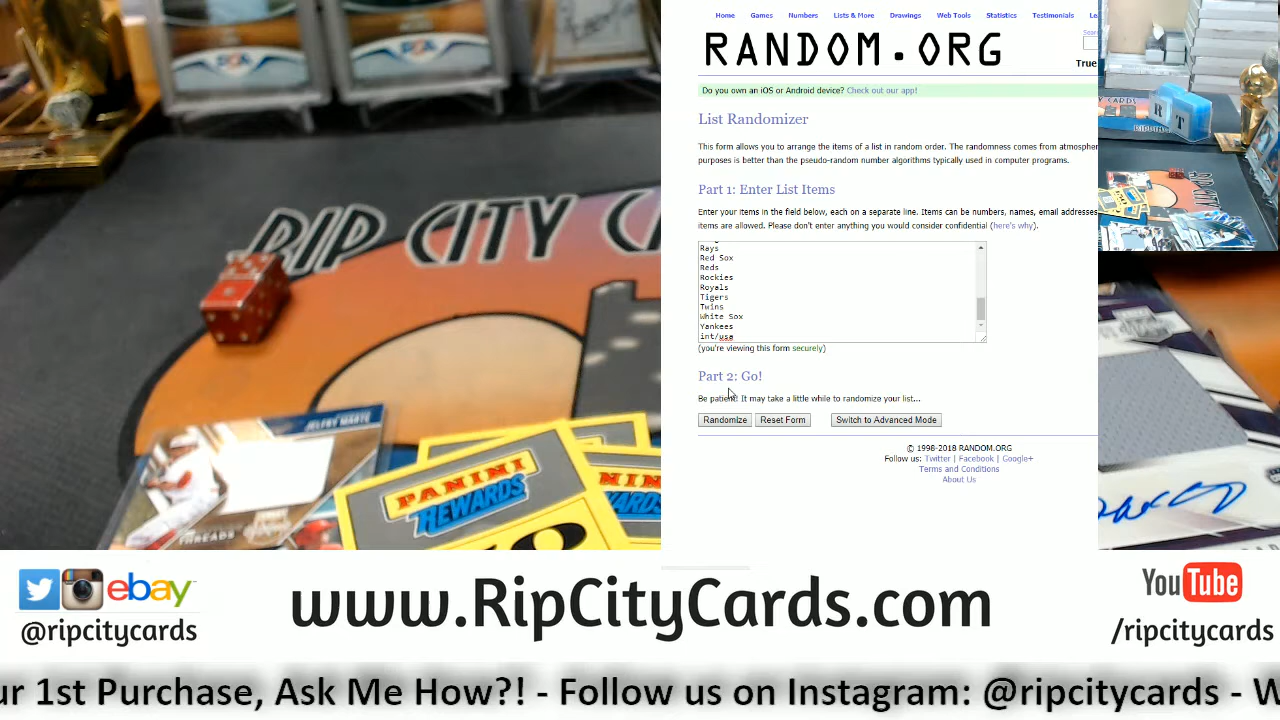 Home Games Numbers Lists & More Drawings Web Tools Statistics Testimonials
RANDOM.ORG
True
Do you own an iOS or Android device? Check out our app!
List Randomizer
This form allows you to arrange the items of a list in random order. The randomness comes from atmospher
purposes is better than the pseudo-random number algorithms typically used in computer programs.
Part 1: Enter List Items
Enter your items in the field below, each on a separate line. Items can be numbers, names, email addresses
items are allowed. Please don't enter anything you would consider confidential (here's why).
Rays
Red Sox
Reds
Rockies
Royals
Tigers
Twins
White Sox
Yankees
int/usa
(you're viewing this form securely)
Part 2: Go!
Be patient! It may take a little while to randomize your list...
Randomize Reset Form Switch to Advanced Mode
© 1998-2018 RANDOM.ORG
Follow us: Twitter | Facebook | Google+
Terms and Conditions
About Us
RIP CITY C
JEFRY MARTE
THREADS
PANINI
REWARDS
R T
ebay
@ripcitycards
www.RipCityCards.com
YouTube
/ripcitycards
ur 1st Purchase, Ask Me How?! - Follow us on Instagram: @ripcitycards - W